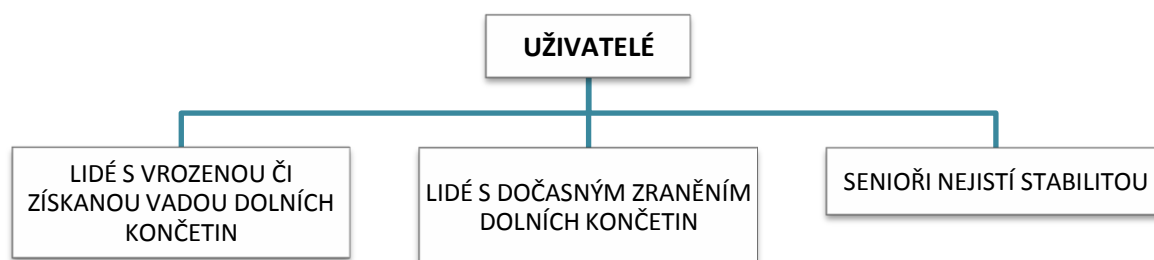 UŽIVATELÉ
LIDÉ S VROZENOU ČI
ZÍSKANOU VADOU DOLNÍCH
KONČETIN
LIDÉ S DOČASNÝM ZRANĚNÍM
DOLNÍCH KONČETIN
SENIOŘI NEJISTÍ STABILITOU